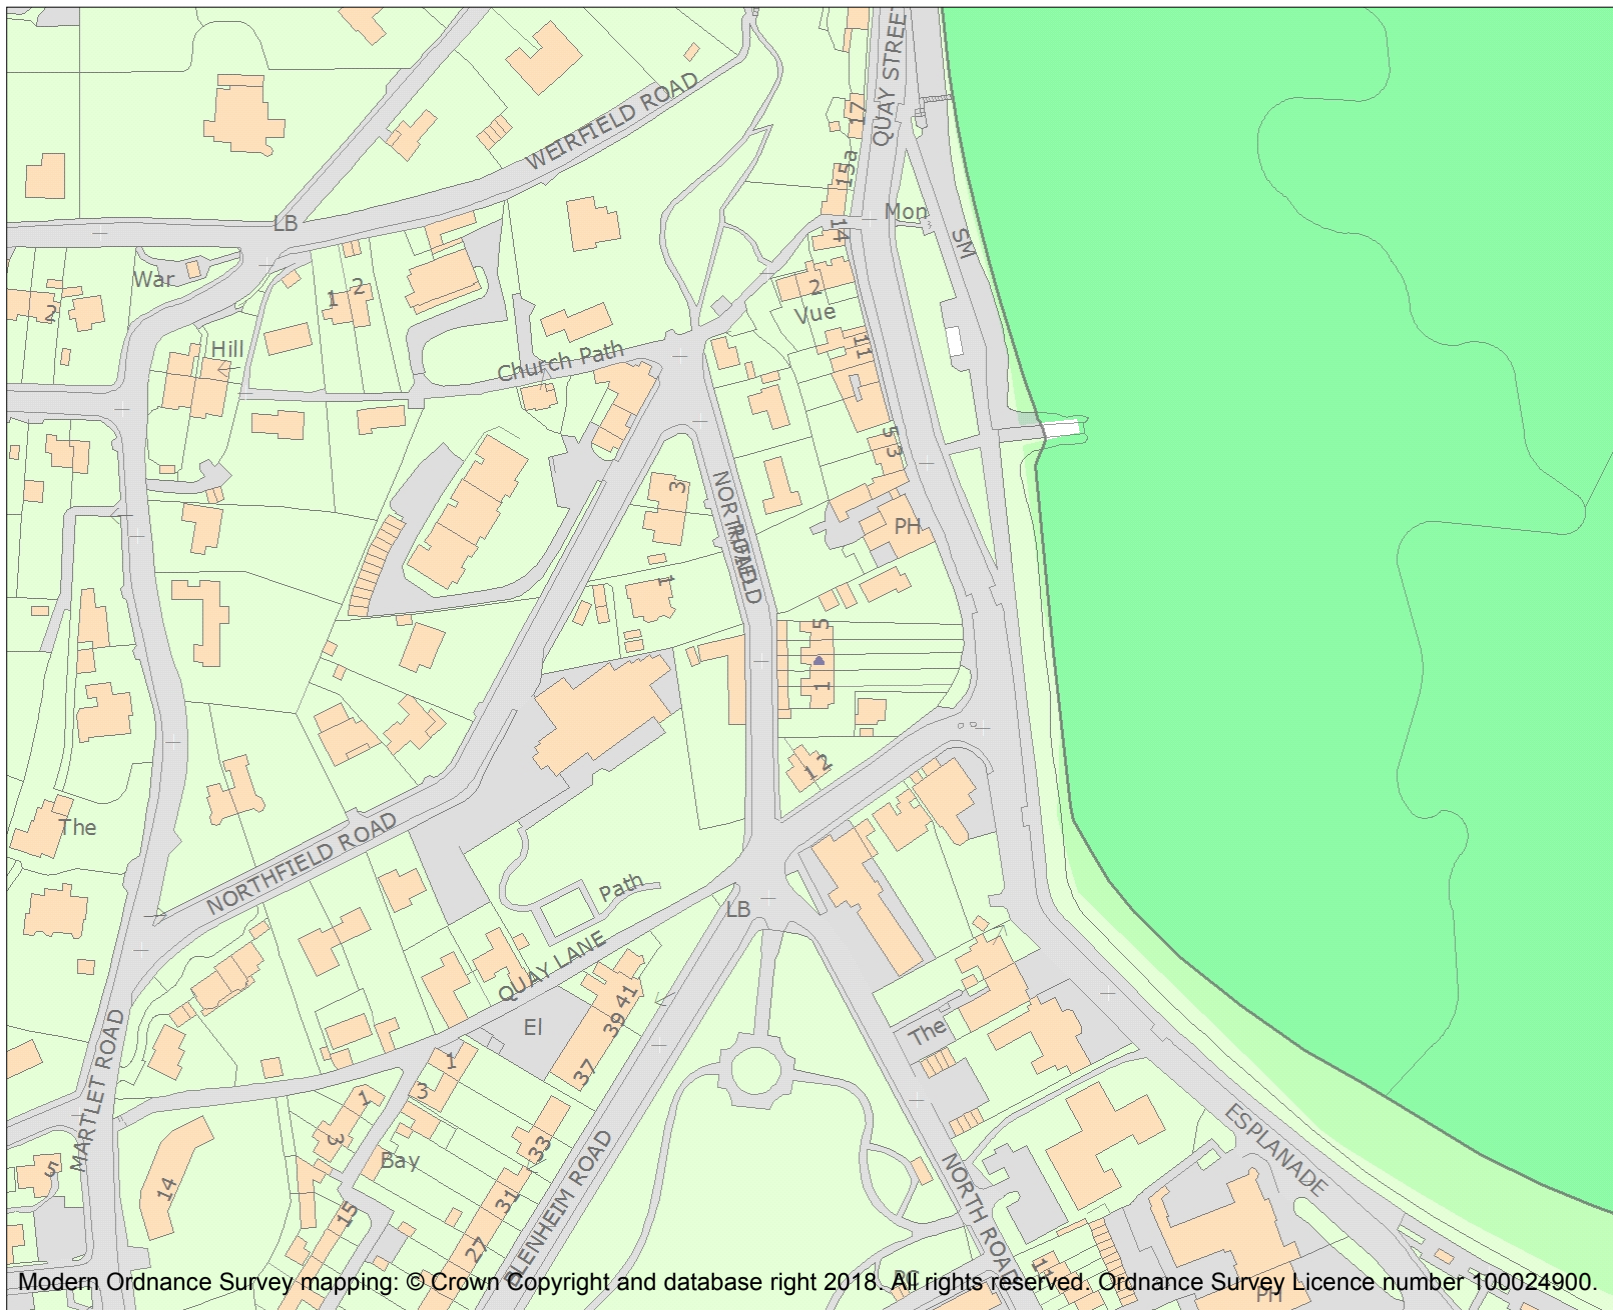 QUAY STREET
WEIRFIELD ROAD
17
15a
LB
Mon
14
SM
War
2
1
2
2
Vue
Hill
Church Path
11
5
3
3
NORTHFIELD
ROAD
PH
1
5
1
1 2
The
NORTHFIELD ROAD
Path
LB
QUAY LANE
41
39
37
El
The
MARTLET ROAD
1
3
1
3
33
Bay
5
14
31
15
27
BLENHEIM ROAD
NORTH ROAD
ESPLANADE
PC
11
PH
Modern Ordnance Survey mapping: © Crown Copyright and database right 2018. All rights reserved. Ordnance Survey Licence number 100024900.